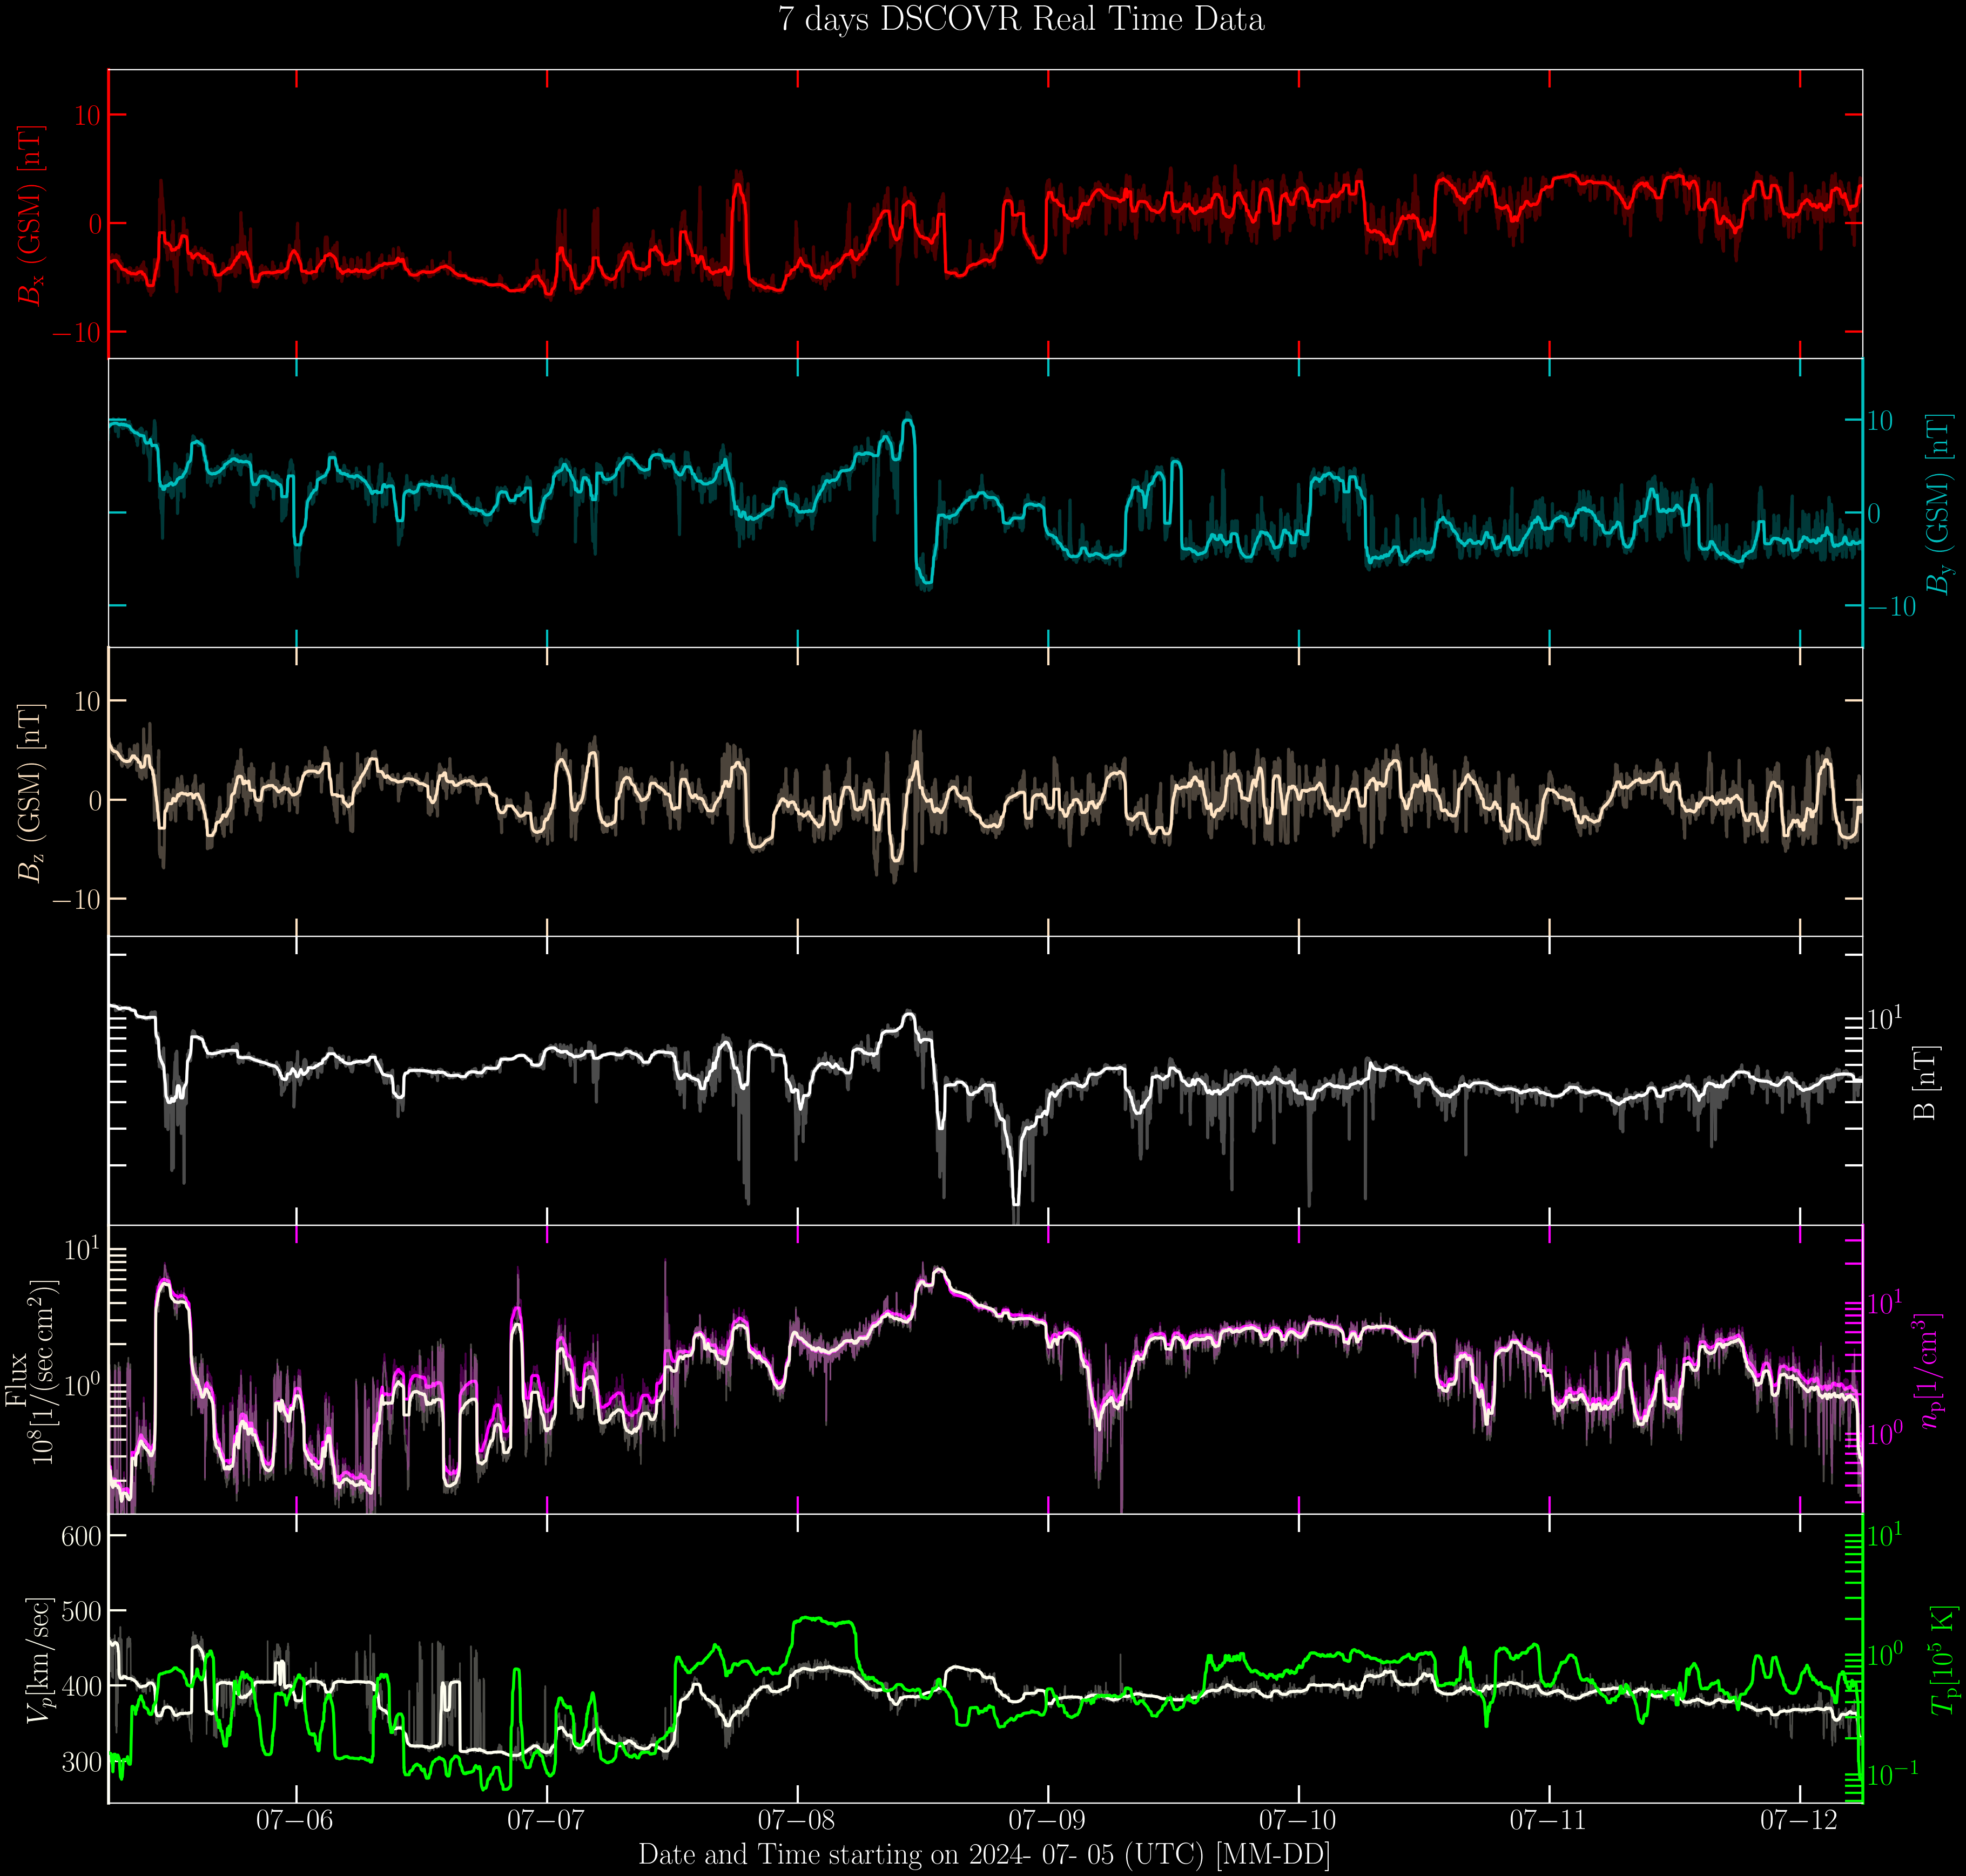 7 days DSCOVR Real Time Data
10
0
−10
Bx (GSM) [nT]
10
0
−10
By (GSM) [nT]
10
0
−10
Bz (GSM) [nT]
10¹
B [nT]
10¹
10⁰
Flux
10⁸[1/(sec cm²)]
10¹
10⁰
np[1/cm³]
600
500
400
300
Vp[km/sec]
10¹
10⁰
10⁻¹
Tp[10⁵ K]
07−06 07−07 07−08 07−09 07−10 07−11 07−12
Date and Time starting on 2024- 07- 05 (UTC) [MM-DD]